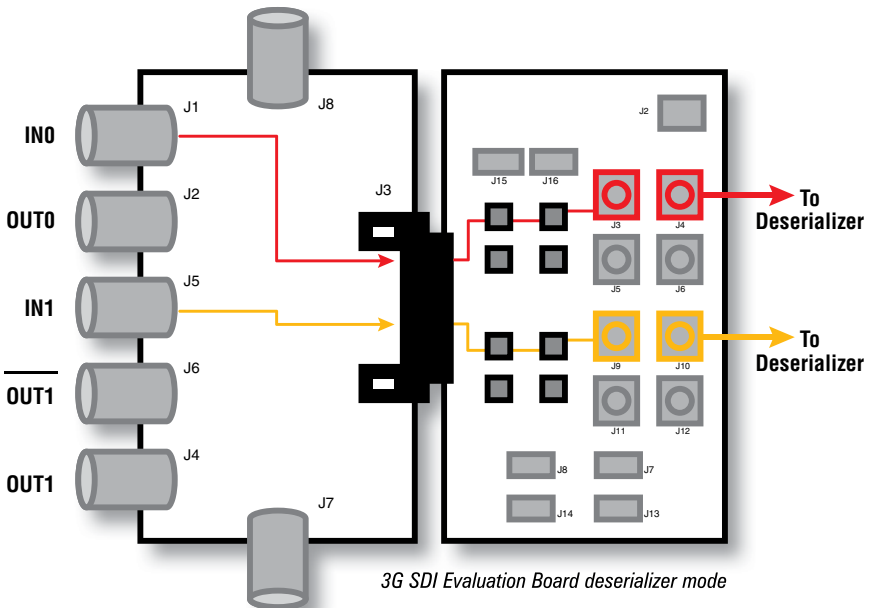 J1
J8
IN0
J2
J3
OUT0
J5
IN1
J6
OUT1
J4
OUT1
J7
J2
J15
J16
J3
J4
To
Deserializer
J5
J6
J9
J10
To
Deserializer
J11
J12
J8
J7
J14
J13
3G SDI Evaluation Board deserializer mode